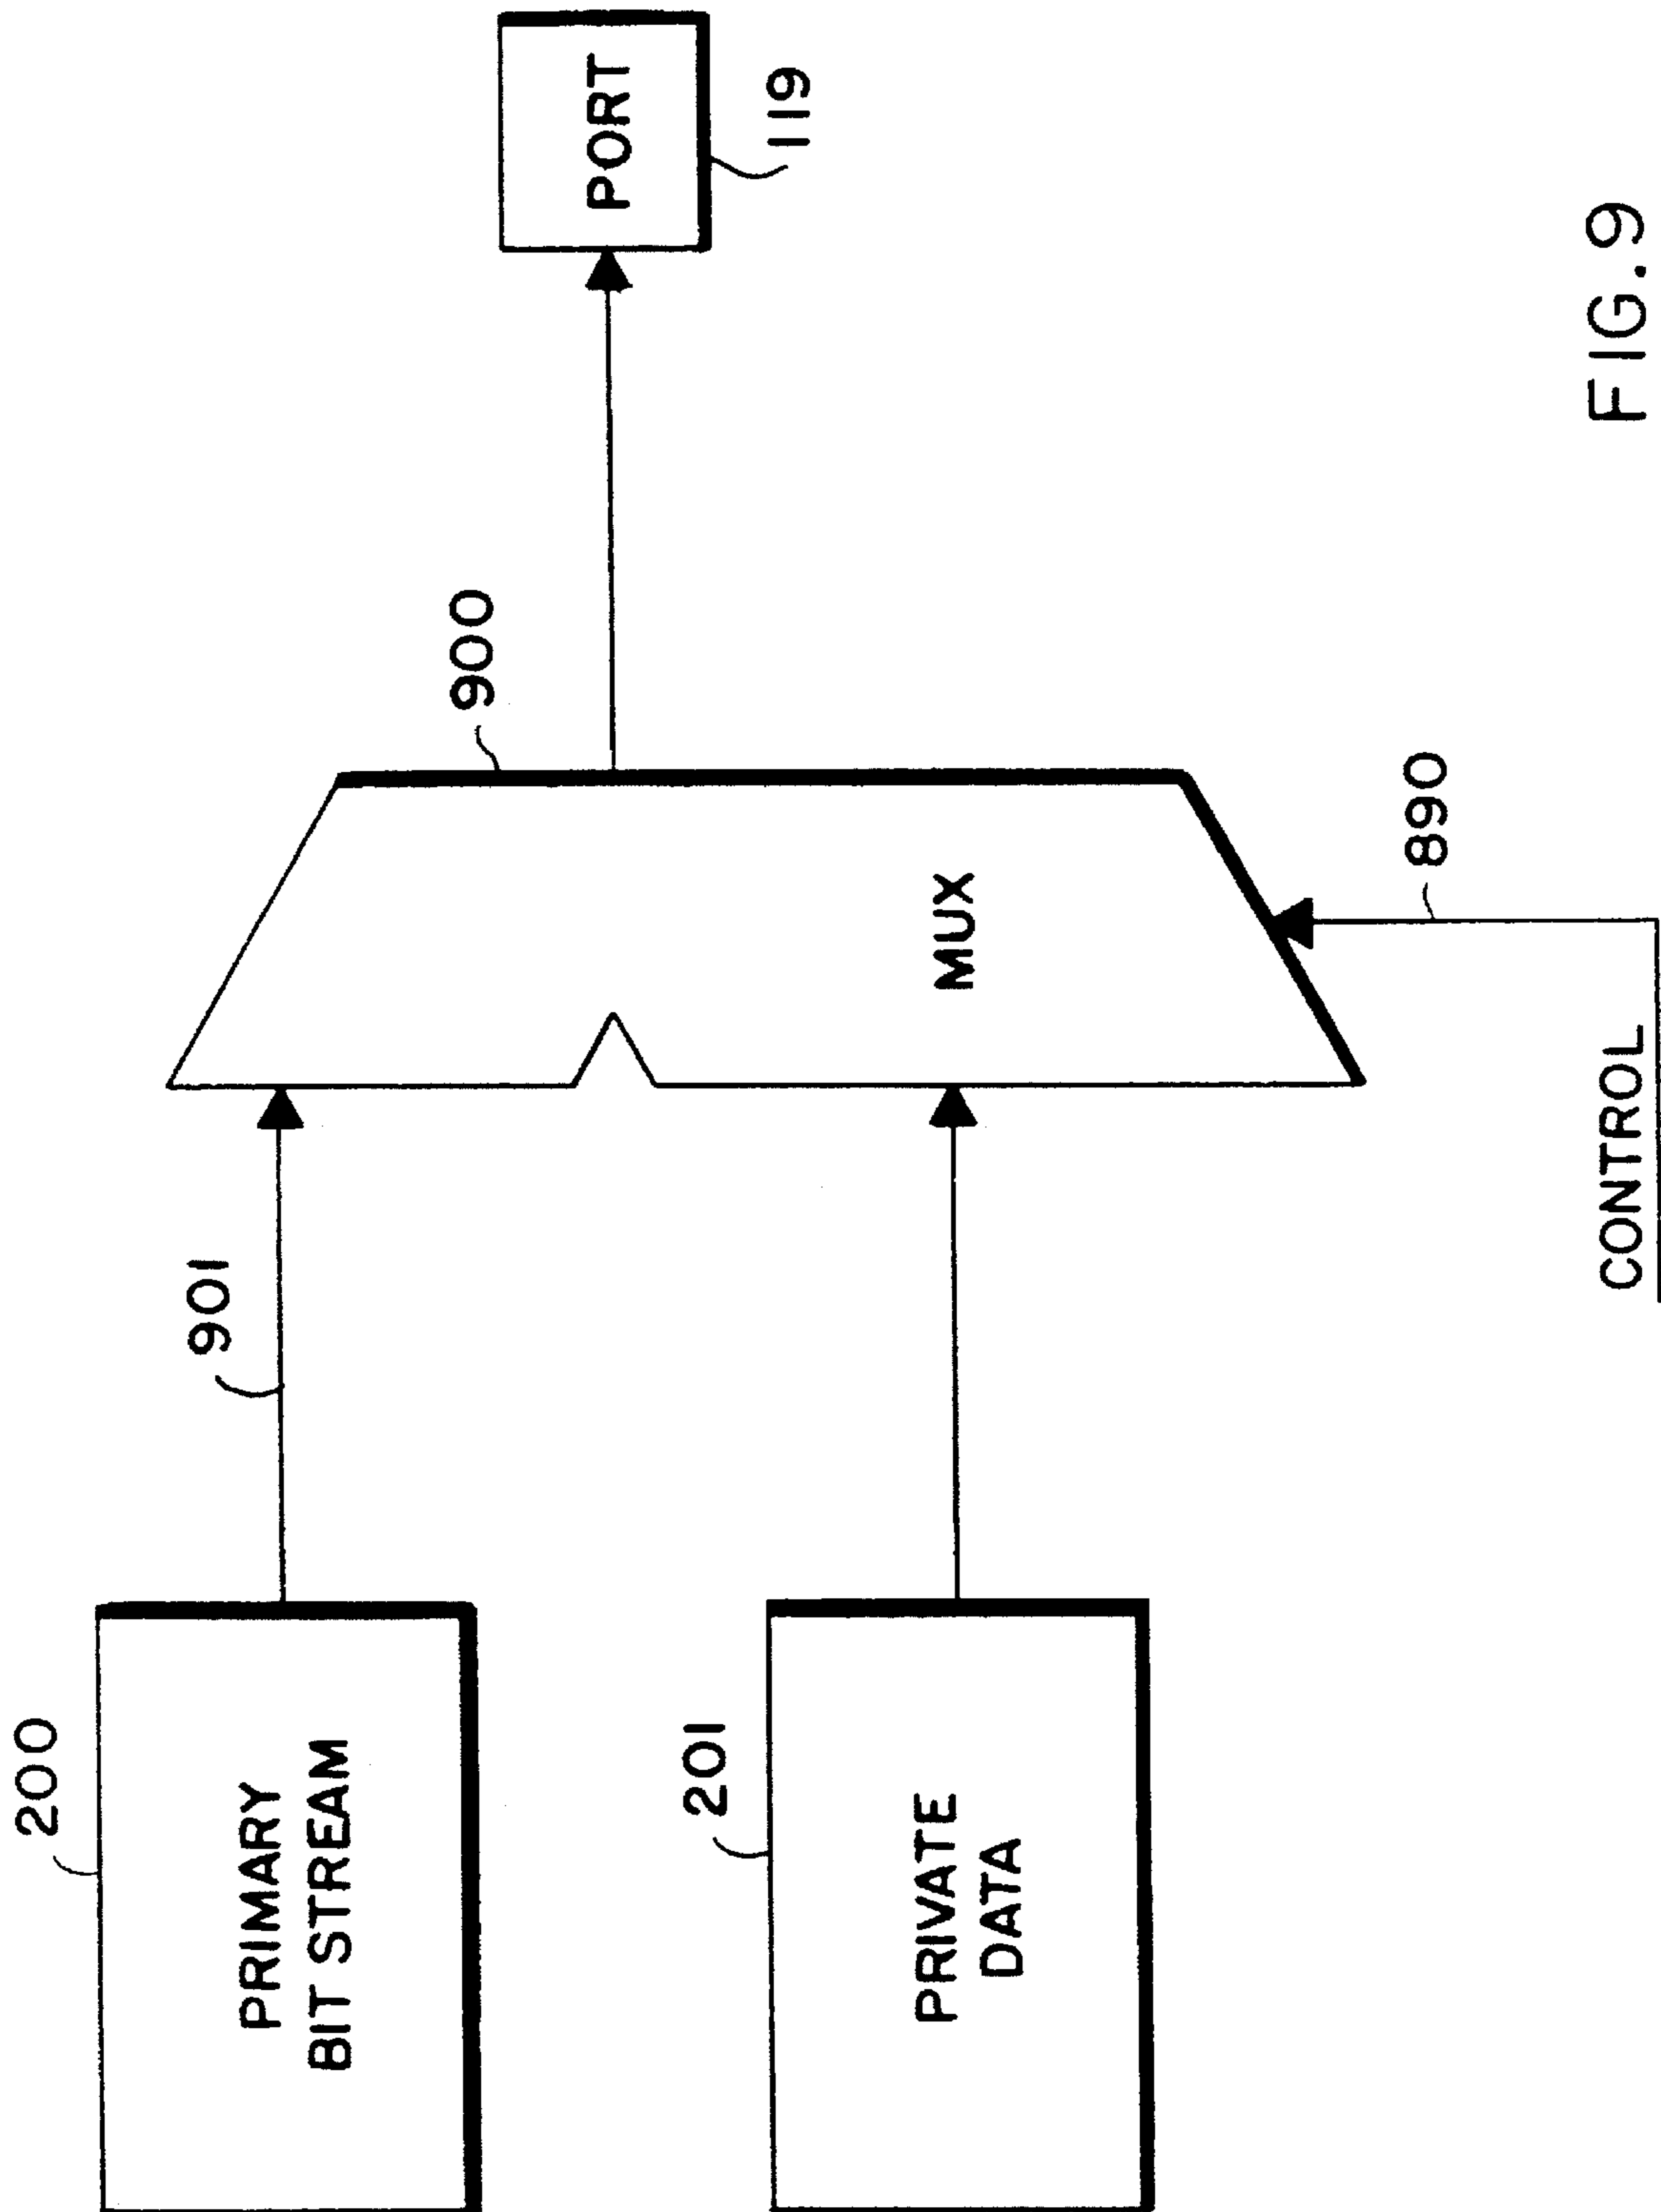 200
PRIMARY
BIT STREAM
901
201
PRIVATE
DATA
900
MUX
890
CONTROL
PORT
119
FIG. 9